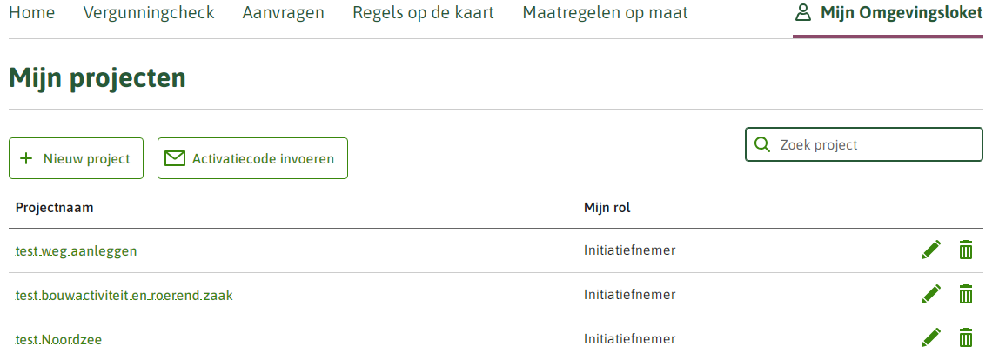 Home Vergunningcheck Aanvragen Regels op de kaart Maatregelen op maat Mijn Omgevingsloket
Mijn projecten
Nieuw project Activatiecode invoeren Zoek project
Projectnaam Mijn rol
test weg aanleggen Initiatiefnemer
test bouwactiviteit en roerend zaak Initiatiefnemer
test Noordzee Initiatiefnemer